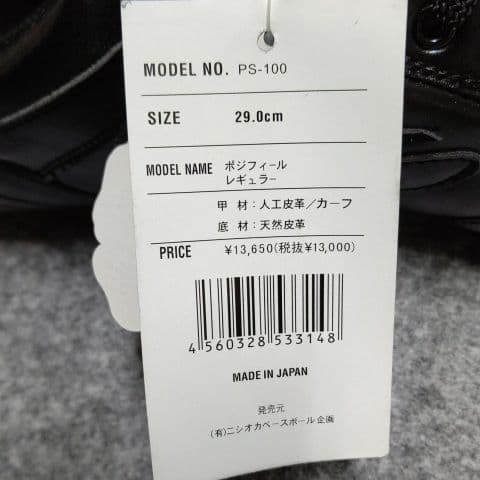 MODEL NO. PS-100
SIZE 29.0cm
MODEL NAME ポジフィール
レギュラー
甲 材：人工皮革／カーフ
底 材：天然皮革
PRICE ¥13,650(税抜¥13,000)
4 560328 533148
MADE IN JAPAN
発売元
(有)ニシオカベースボール企画